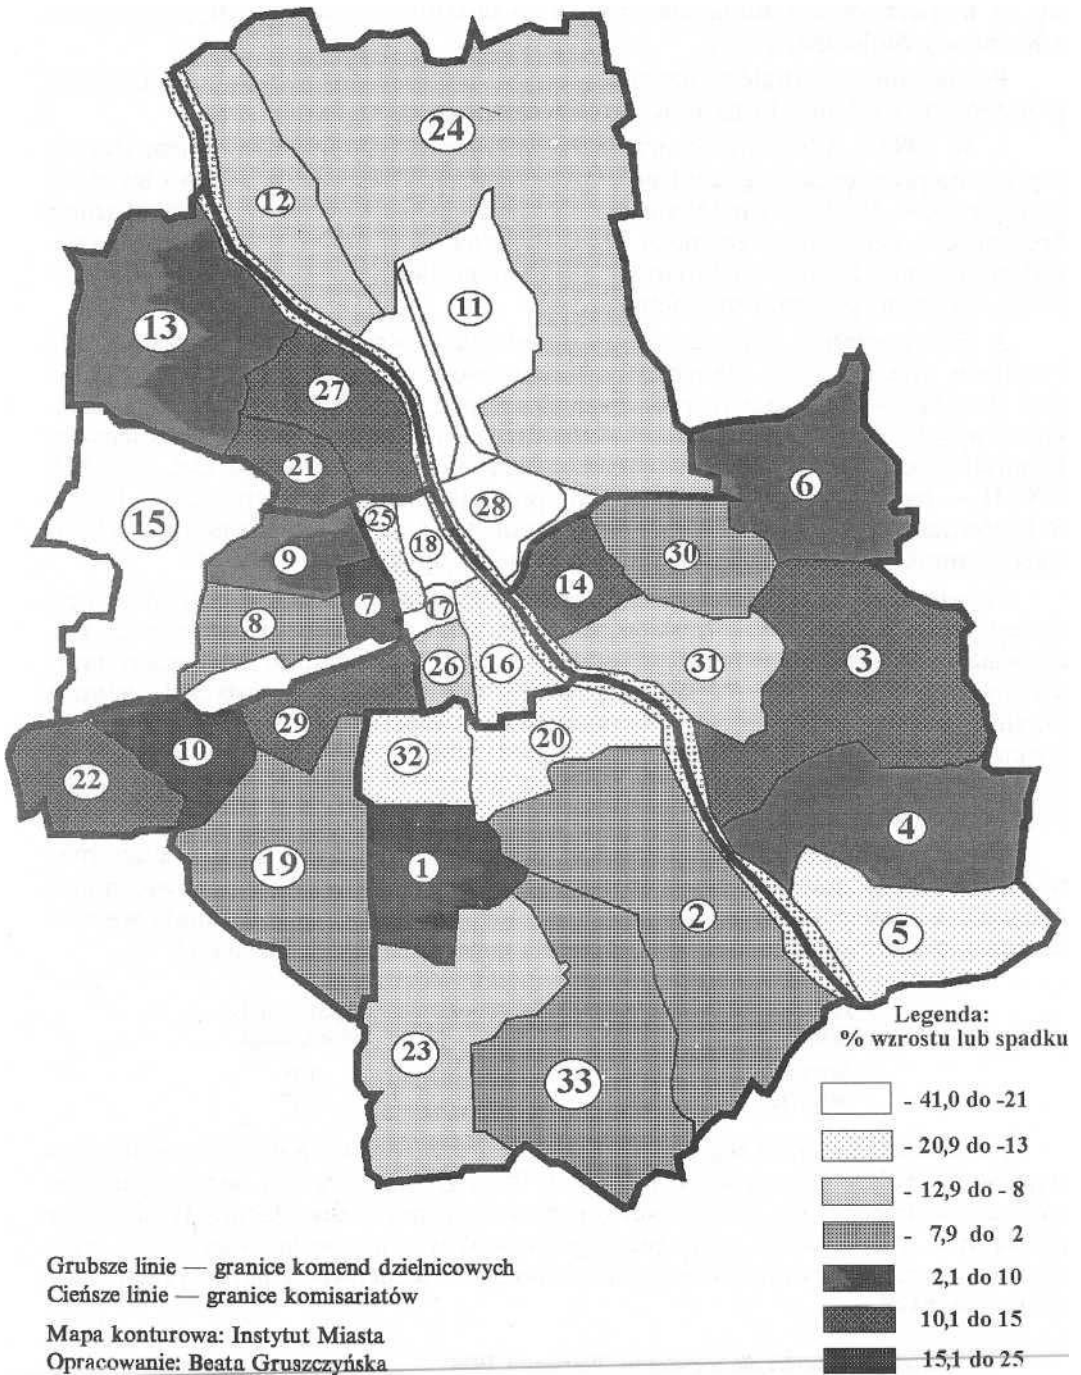 24
12
11
13
27
21
6
15
28
25
18
9
30
14
7
17
8
31
3
26
16
29
20
10
32
22
4
19
1
2
5
23
33
Legenda:
% wzrostu lub spadku
- 41,0 do -21
- 20,9 do -13
- 12,9 do - 8
- 7,9 do 2
2,1 do 10
10,1 do 15
15,1 do 25
Grubsze linie — granice komend dzielnicowych
Cieńsze linie — granice komisariatów
Mapa konturowa: Instytut Miasta
Opracowanie: Beata Gruszczyńska